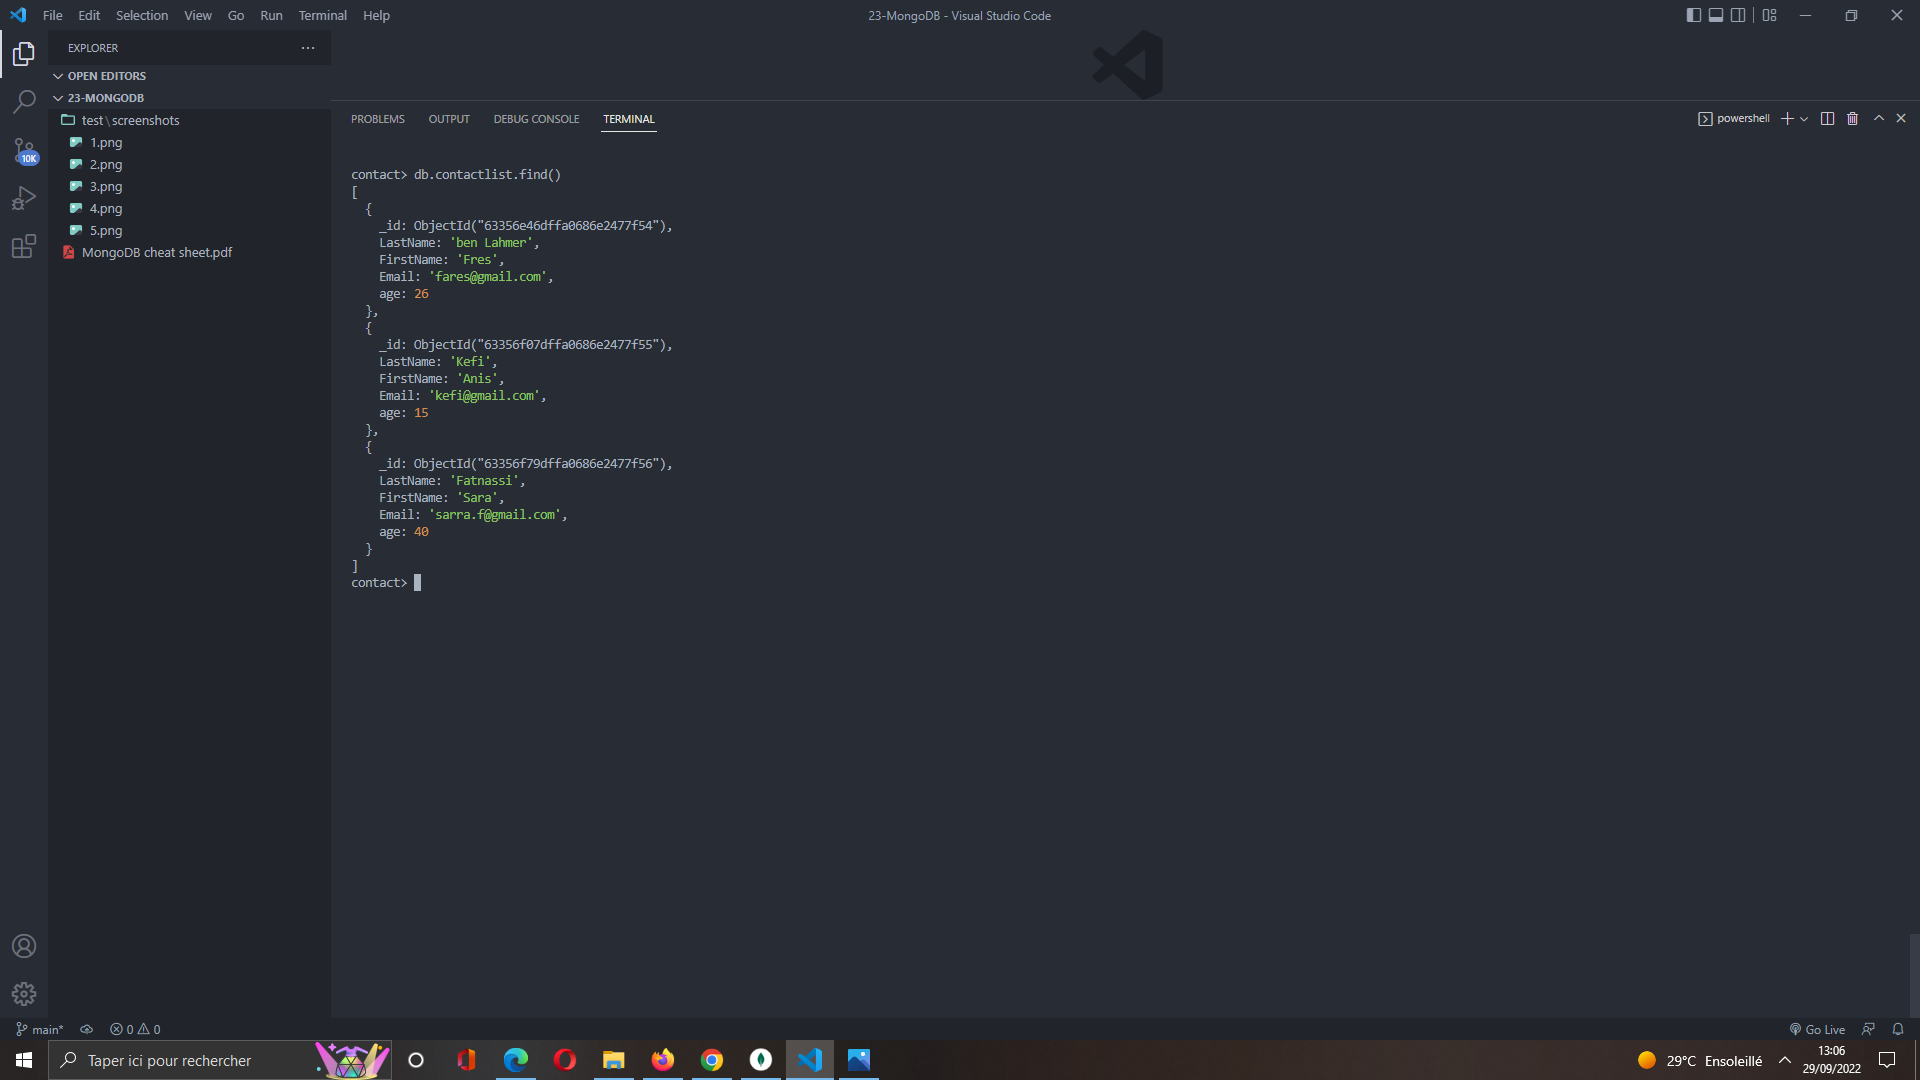 File Edit Selection View Go Run Terminal Help
23-MongoDB - Visual Studio Code
EXPLORER
OPEN EDITORS
23-MONGODB
test\screenshots
1.png
2.png
3.png
4.png
5.png
MongoDB cheat sheet.pdf
10K
PROBLEMS OUTPUT DEBUG CONSOLE TERMINAL
powershell
contact> db.contactlist.find()
[
  {
    _id: ObjectId("63356e46dffa0686e2477f54"),
    LastName: 'ben Lahmer',
    FirstName: 'Fres',
    Email: 'fares@gmail.com',
    age: 26
  },
  {
    _id: ObjectId("63356f07dffa0686e2477f55"),
    LastName: 'Kefi',
    FirstName: 'Anis',
    Email: 'kefi@gmail.com',
    age: 15
  },
  {
    _id: ObjectId("63356f79dffa0686e2477f56"),
    LastName: 'Fatnassi',
    FirstName: 'Sara',
    Email: 'sarra.f@gmail.com',
    age: 40
  }
]
contact>
main* 0 0
Go Live
Taper ici pour rechercher
29°C Ensoleillé
13:06
29/09/2022